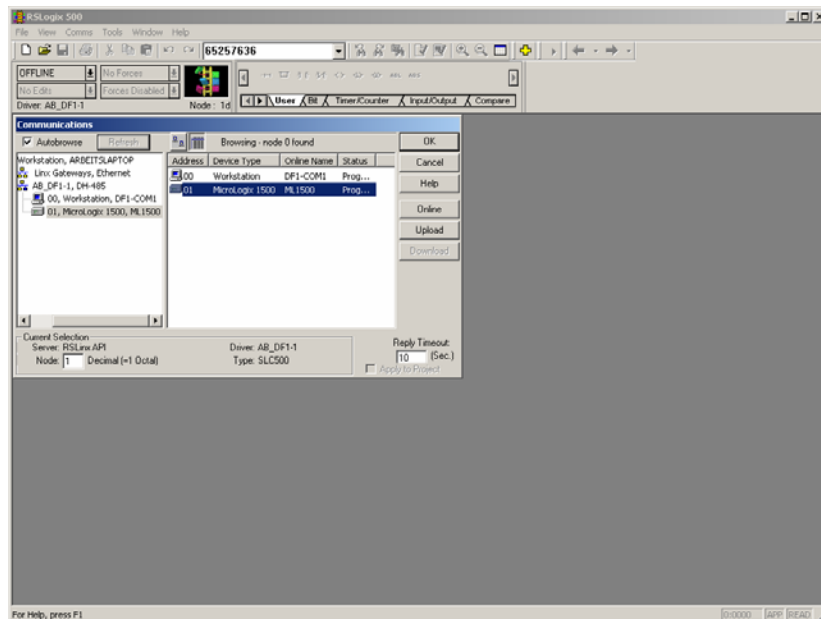 RSLogix 500
File View Comms Tools Window Help
65257636
OFFLINE No Forces
No Edits Forces Disabled
Driver: AB_DF1-1 Node: 1d
ABL ABS
User Bit Timer/Counter Input/Output Compare
Communications
Autobrowse Refresh Browsing - node 0 found
OK
Cancel
Help
Online
Upload
Download
Workstation, ARBEITSLAPTOP
Linx Gateways, Ethernet
AB_DF1-1, DH-485
00, Workstation, DF1-COM1
01, MicroLogix 1500, ML1500
Address Device Type Online Name Status
00 Workstation DF1-COM1 Prog...
01 MicroLogix 1500 ML1500 Prog...
Current Selection
Server: RSLinx API Driver: AB_DF1-1
Node: 1 Decimal (=1 Octal) Type: SLC500
Reply Timeout:
10 (Sec.)
Apply to Project
For Help, press F1
0:0000 APP READ